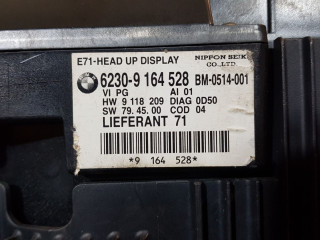 E71-HEAD UP DISPLAY NIPPON SEIKI CO.,LTD.
6230-9 164 528 BM-0514-001
VI PG AI 01
HW 9 118 209 DIAG 0D50
SW 79.45.00 COD 04
LIEFERANT 71
*9 164 528*